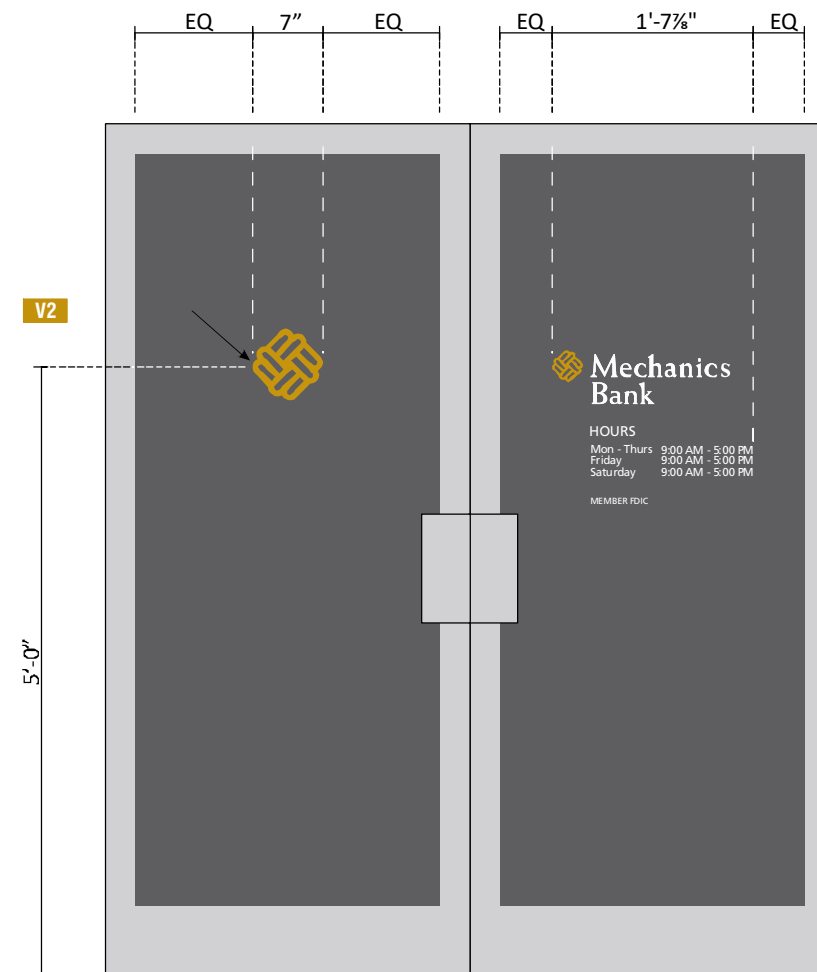 EQ 7” EQ EQ 1'-7⅞" EQ
V2
Mechanics
Bank
HOURS
Mon - Thurs 9:00 AM - 5:00 PM
Friday 9:00 AM - 5:00 PM
Saturday 9:00 AM - 5:00 PM
MEMBER FDIC
5’-0”